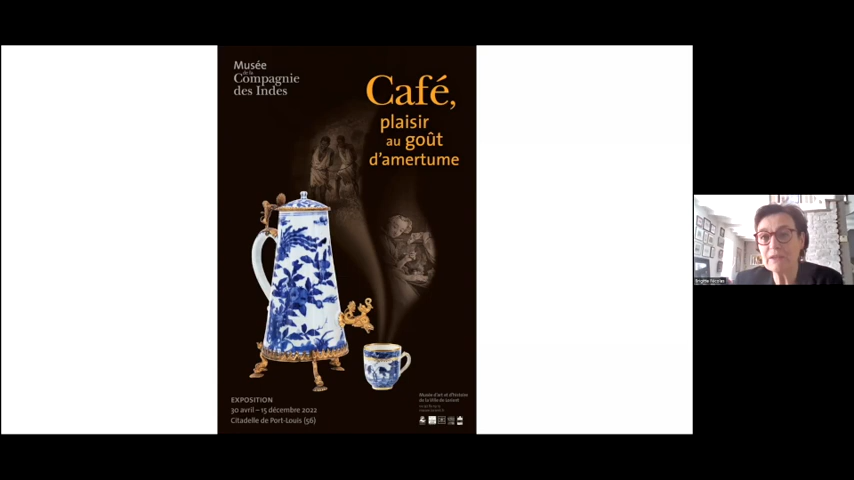 Musée
de la
Compagnie
des Indes
Café,
plaisir
au goût
d'amertume
EXPOSITION
30 avril – 15 décembre 2022
Citadelle de Port-Louis (56)
Musée d'Art et d'Histoire
de la Ville de Lorient
Brigitte Nicolas